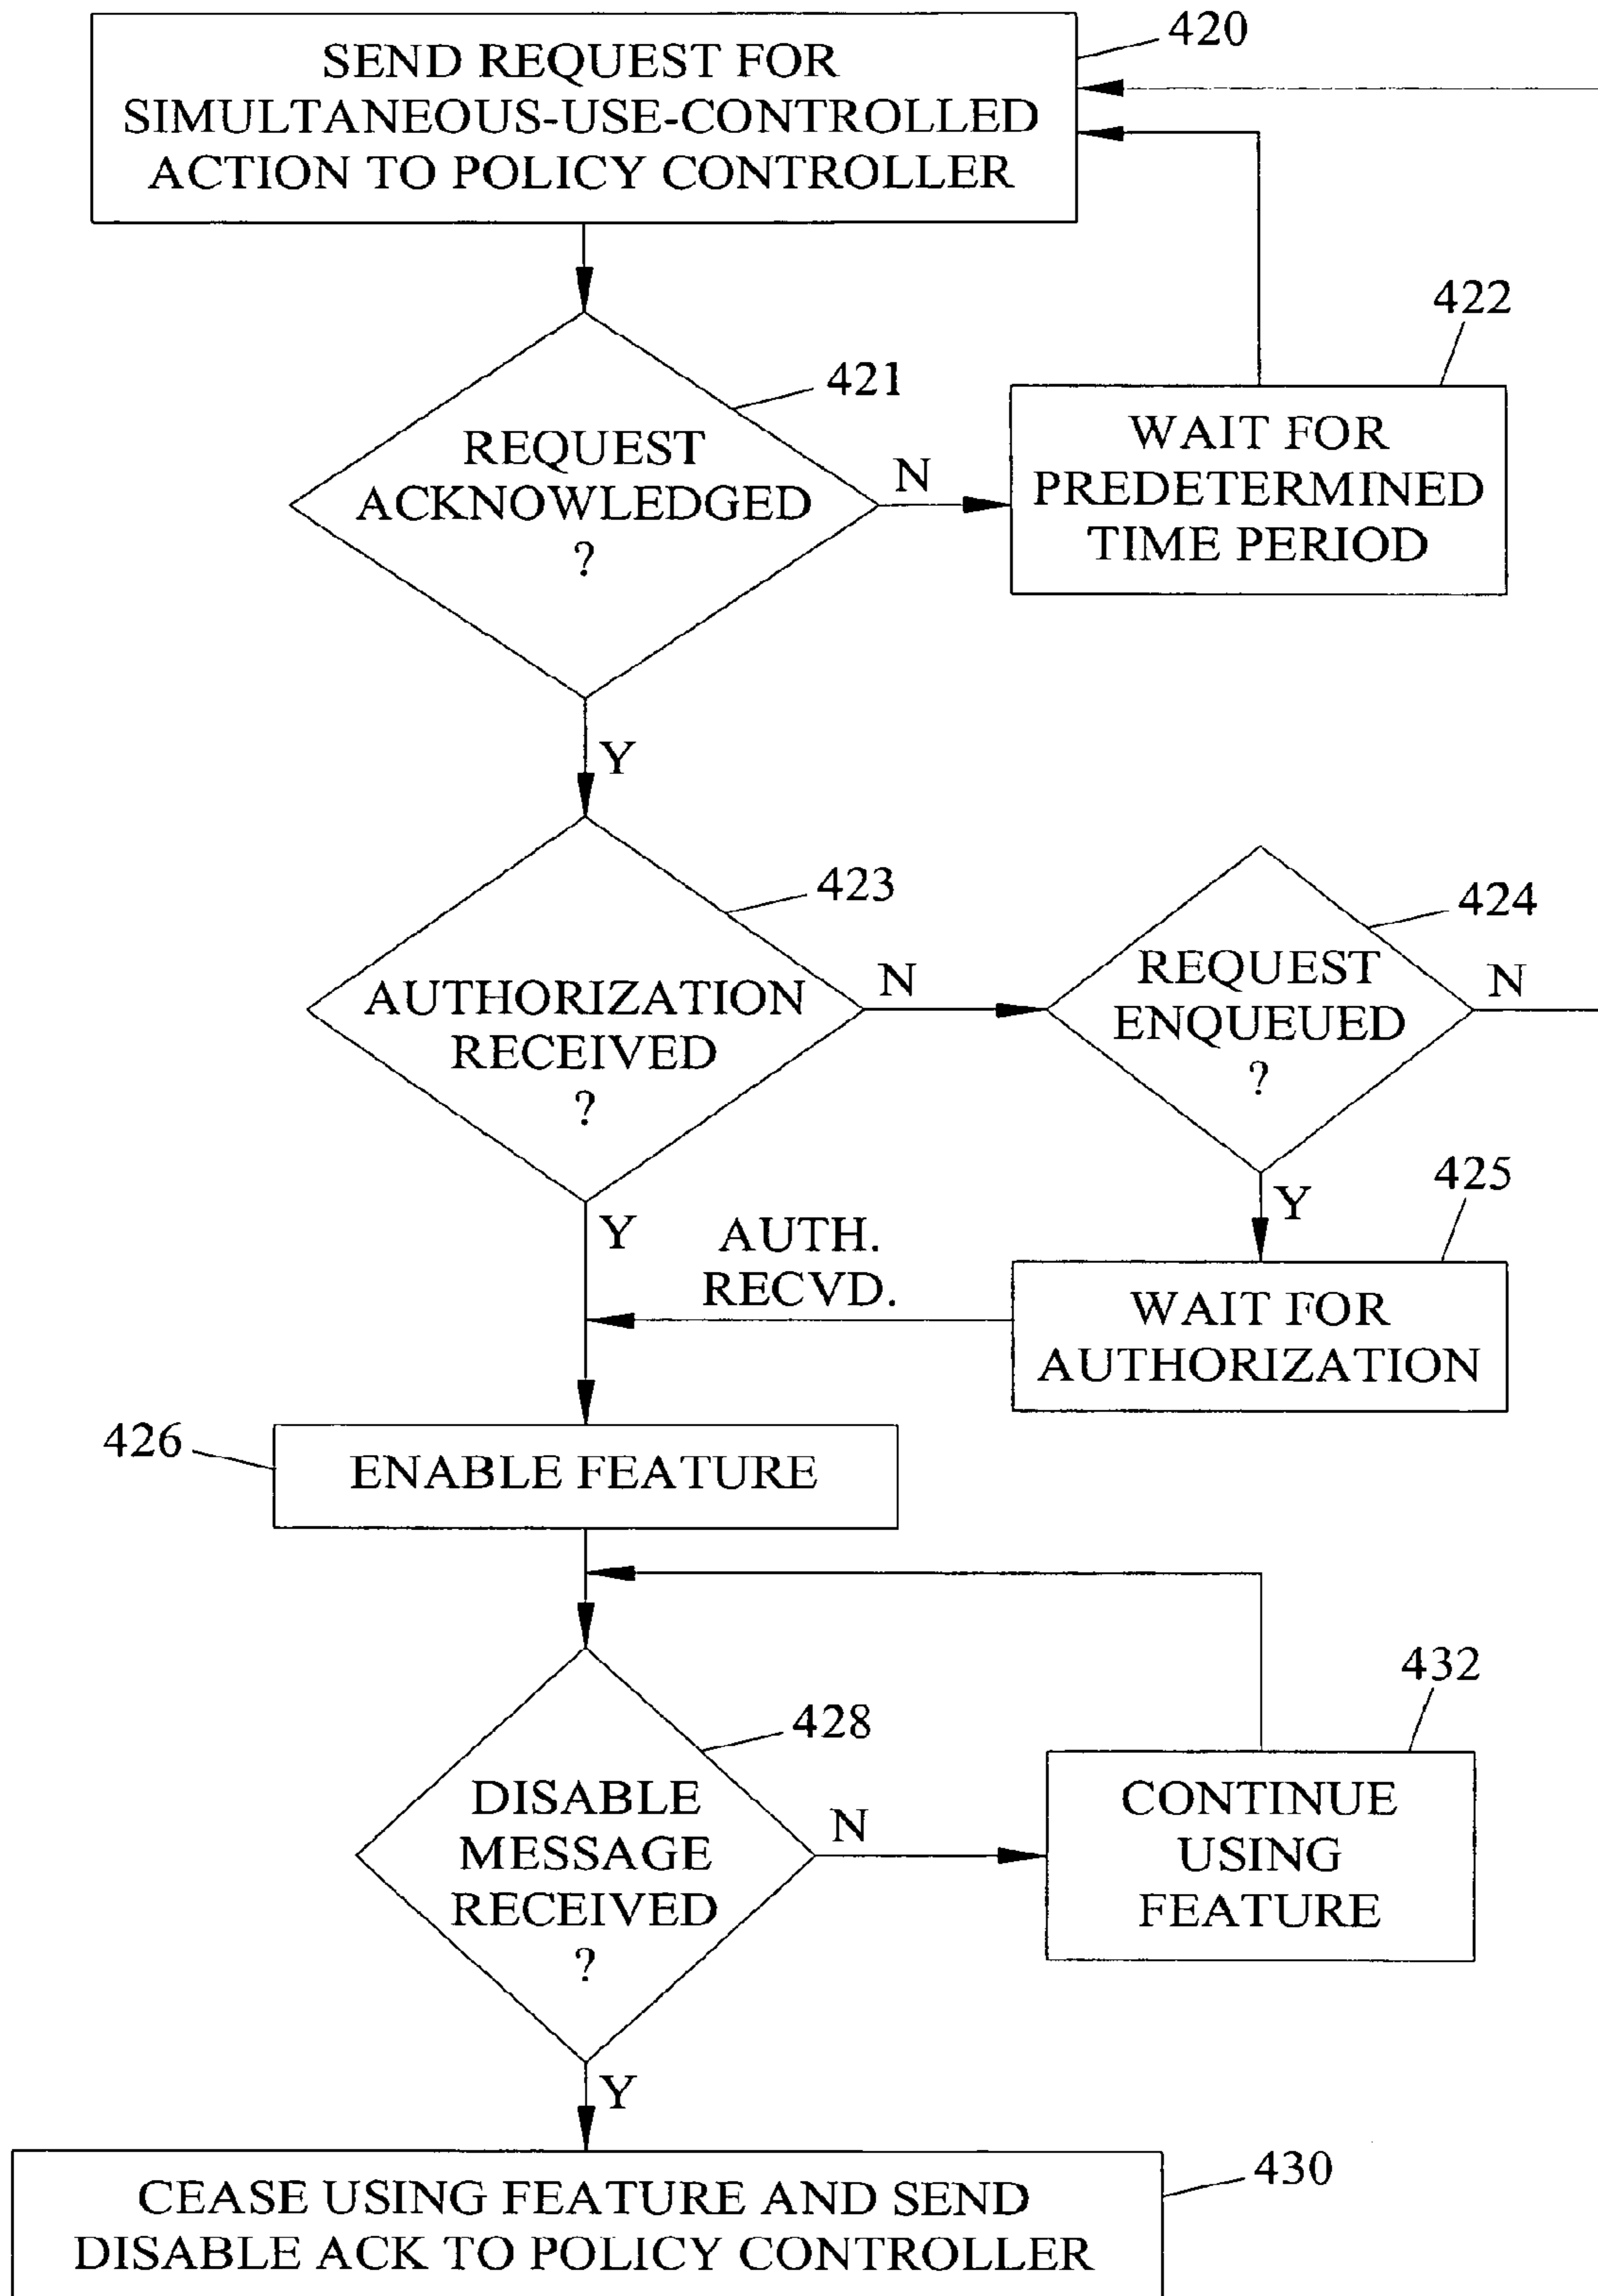 420
SEND REQUEST FOR
SIMULTANEOUS-USE-CONTROLLED
ACTION TO POLICY CONTROLLER
422
421
REQUEST
ACKNOWLEDGED
?
N
WAIT FOR
PREDETERMINED
TIME PERIOD
Y
423
424
AUTHORIZATION
RECEIVED
?
N
REQUEST
ENQUEUED
?
N
Y
425
Y
AUTH.
RECVD.
WAIT FOR
AUTHORIZATION
426
ENABLE FEATURE
432
428
DISABLE
MESSAGE
RECEIVED
?
N
CONTINUE
USING
FEATURE
Y
430
CEASE USING FEATURE AND SEND
DISABLE ACK TO POLICY CONTROLLER